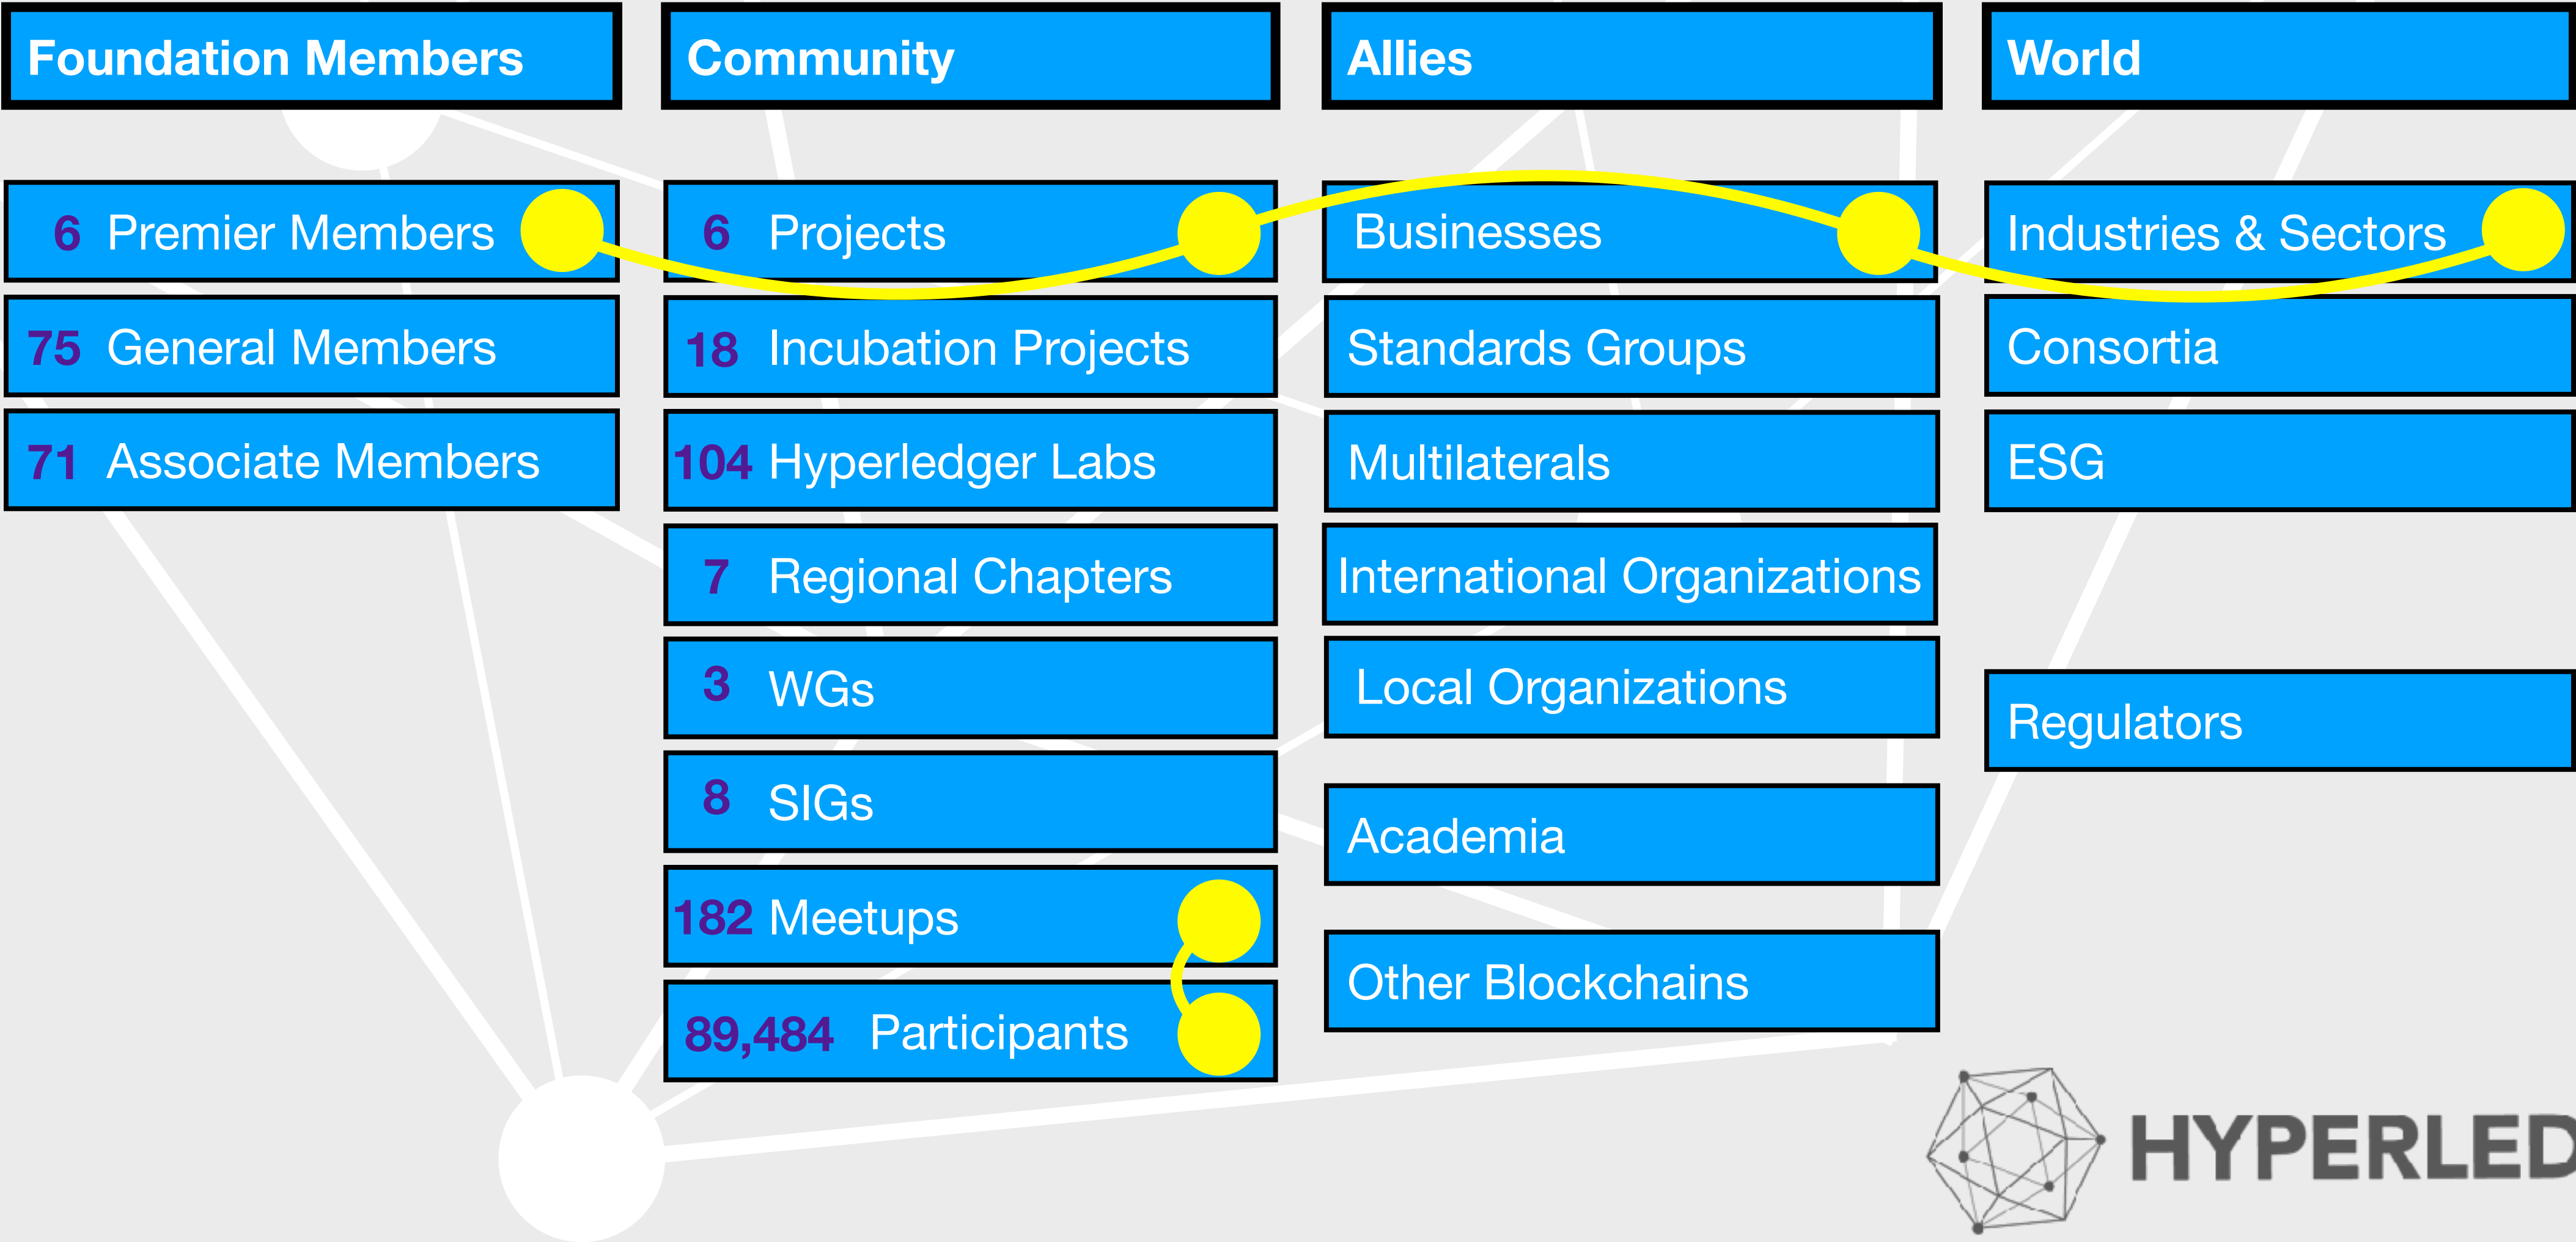 Foundation Members
6 Premier Members
75 General Members
71 Associate Members
Community
6 Projects
18 Incubation Projects
104 Hyperledger Labs
7 Regional Chapters
3 WGs
8 SIGs
182 Meetups
89,484 Participants
Allies
Businesses
Standards Groups
Multilaterals
International Organizations
Local Organizations
Academia
Other Blockchains
World
Industries & Sectors
Consortia
ESG
Regulators
HYPERLED